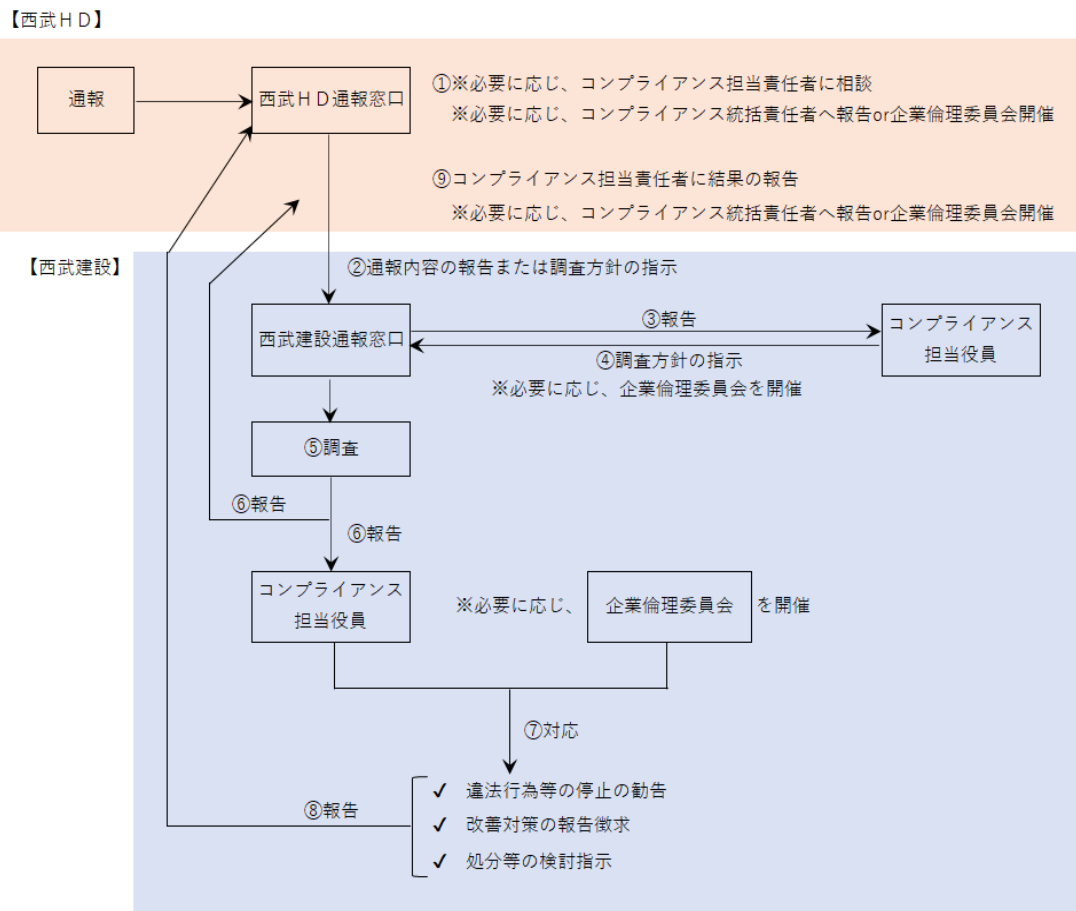 【西武HD】
通報
西武HD通報窓口
①※必要に応じ、コンプライアンス担当責任者に相談
※必要に応じ、コンプライアンス統括責任者へ報告or企業倫理委員会開催
⑨コンプライアンス担当責任者に結果の報告
※必要に応じ、コンプライアンス統括責任者へ報告or企業倫理委員会開催
【西武建設】
②通報内容の報告または調査方針の指示
西武建設通報窓口
③報告
コンプライアンス
担当役員
④調査方針の指示
※必要に応じ、企業倫理委員会を開催
⑤調査
⑥報告
⑥報告
コンプライアンス
担当役員
※必要に応じ、 企業倫理委員会 を開催
⑦対応
⑧報告
✓ 違法行為等の停止の勧告
✓ 改善対策の報告徴求
✓ 処分等の検討指示